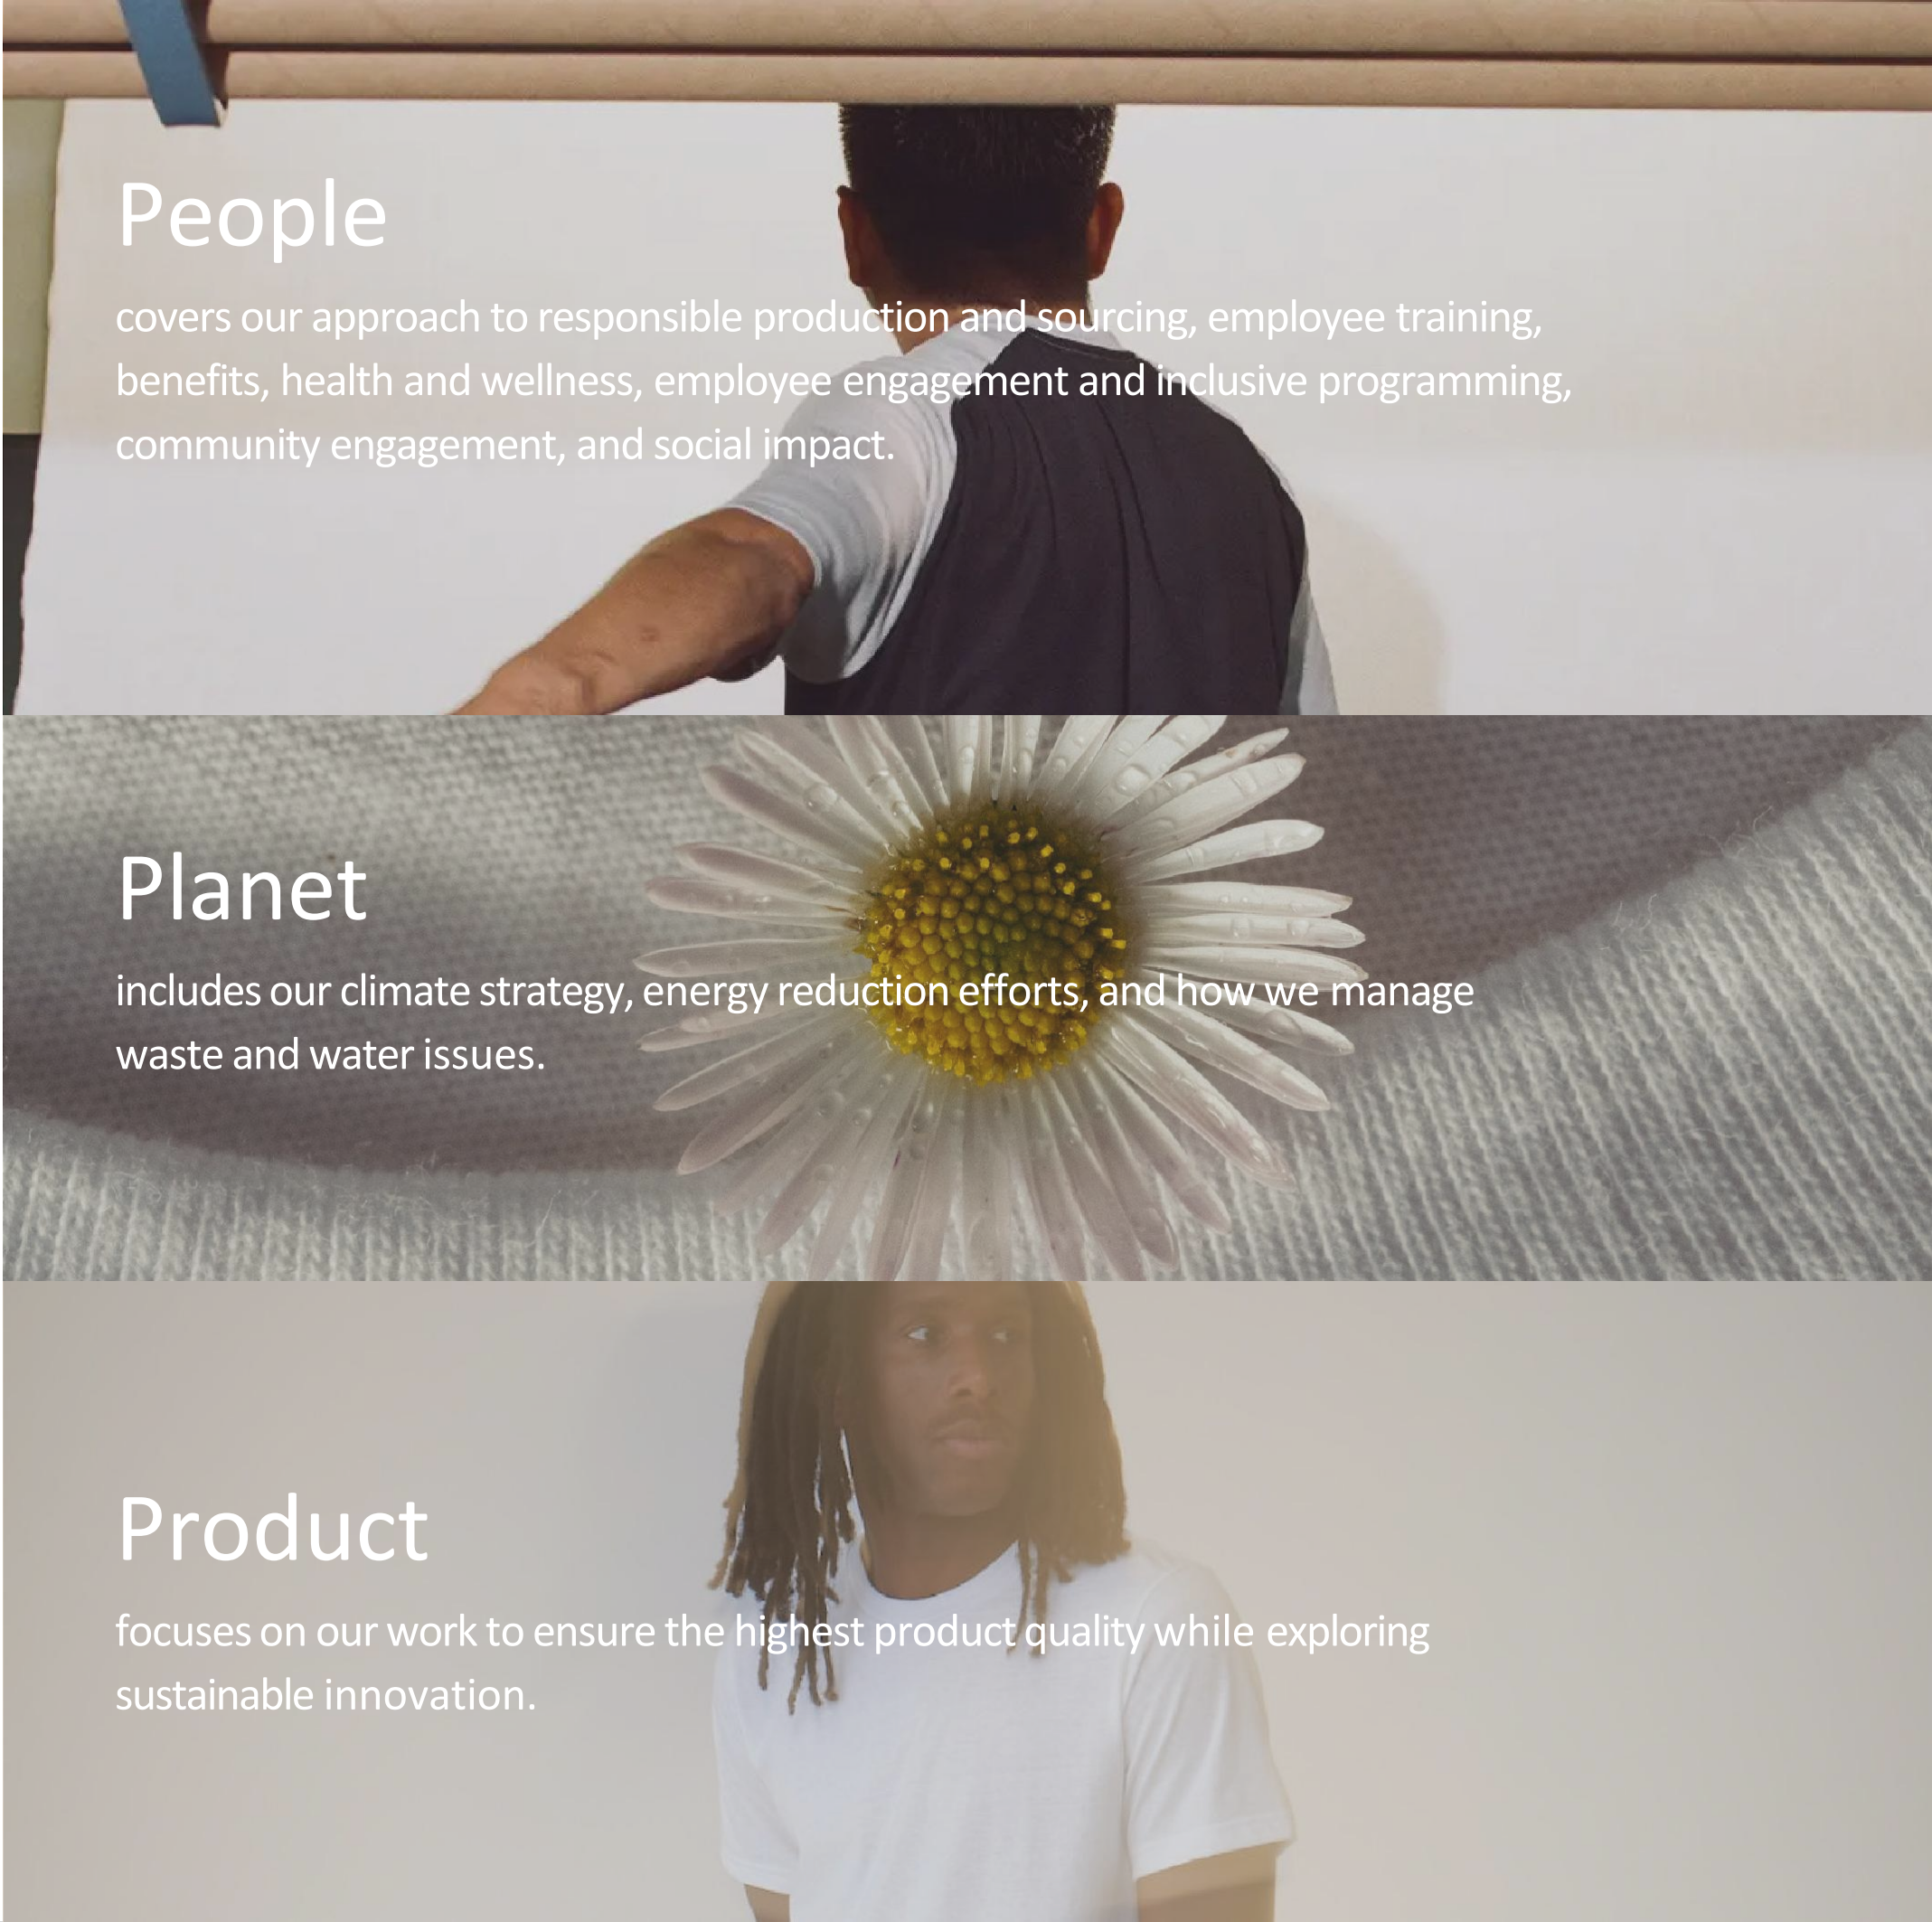 People
covers our approach to responsible production and sourcing, employee training,
benefits, health and wellness, employee engagement and inclusive programming,
community engagement, and social impact.
Planet
includes our climate strategy, energy reduction efforts, and how we manage
waste and water issues.
Product
focuses on our work to ensure the highest product quality while exploring
sustainable innovation.